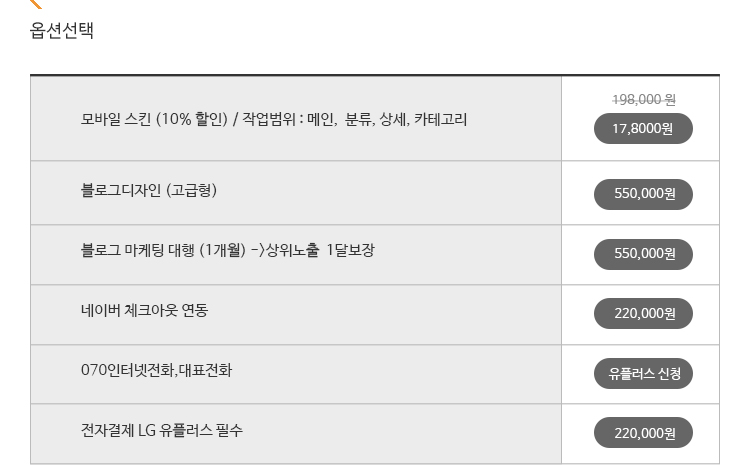 옵션선택
모바일 스킨 (10% 할인) / 작업범위 : 메인, 분류, 상세, 카테고리
198,000 원
17,8000원
블로그디자인 (고급형)
550,000원
블로그 마케팅 대행 (1개월) ->상위노출 1달보장
550,000원
네이버 체크아웃 연동
220,000원
070인터넷전화,대표전화
유플러스 신청
전자결제 LG 유플러스 필수
220,000원